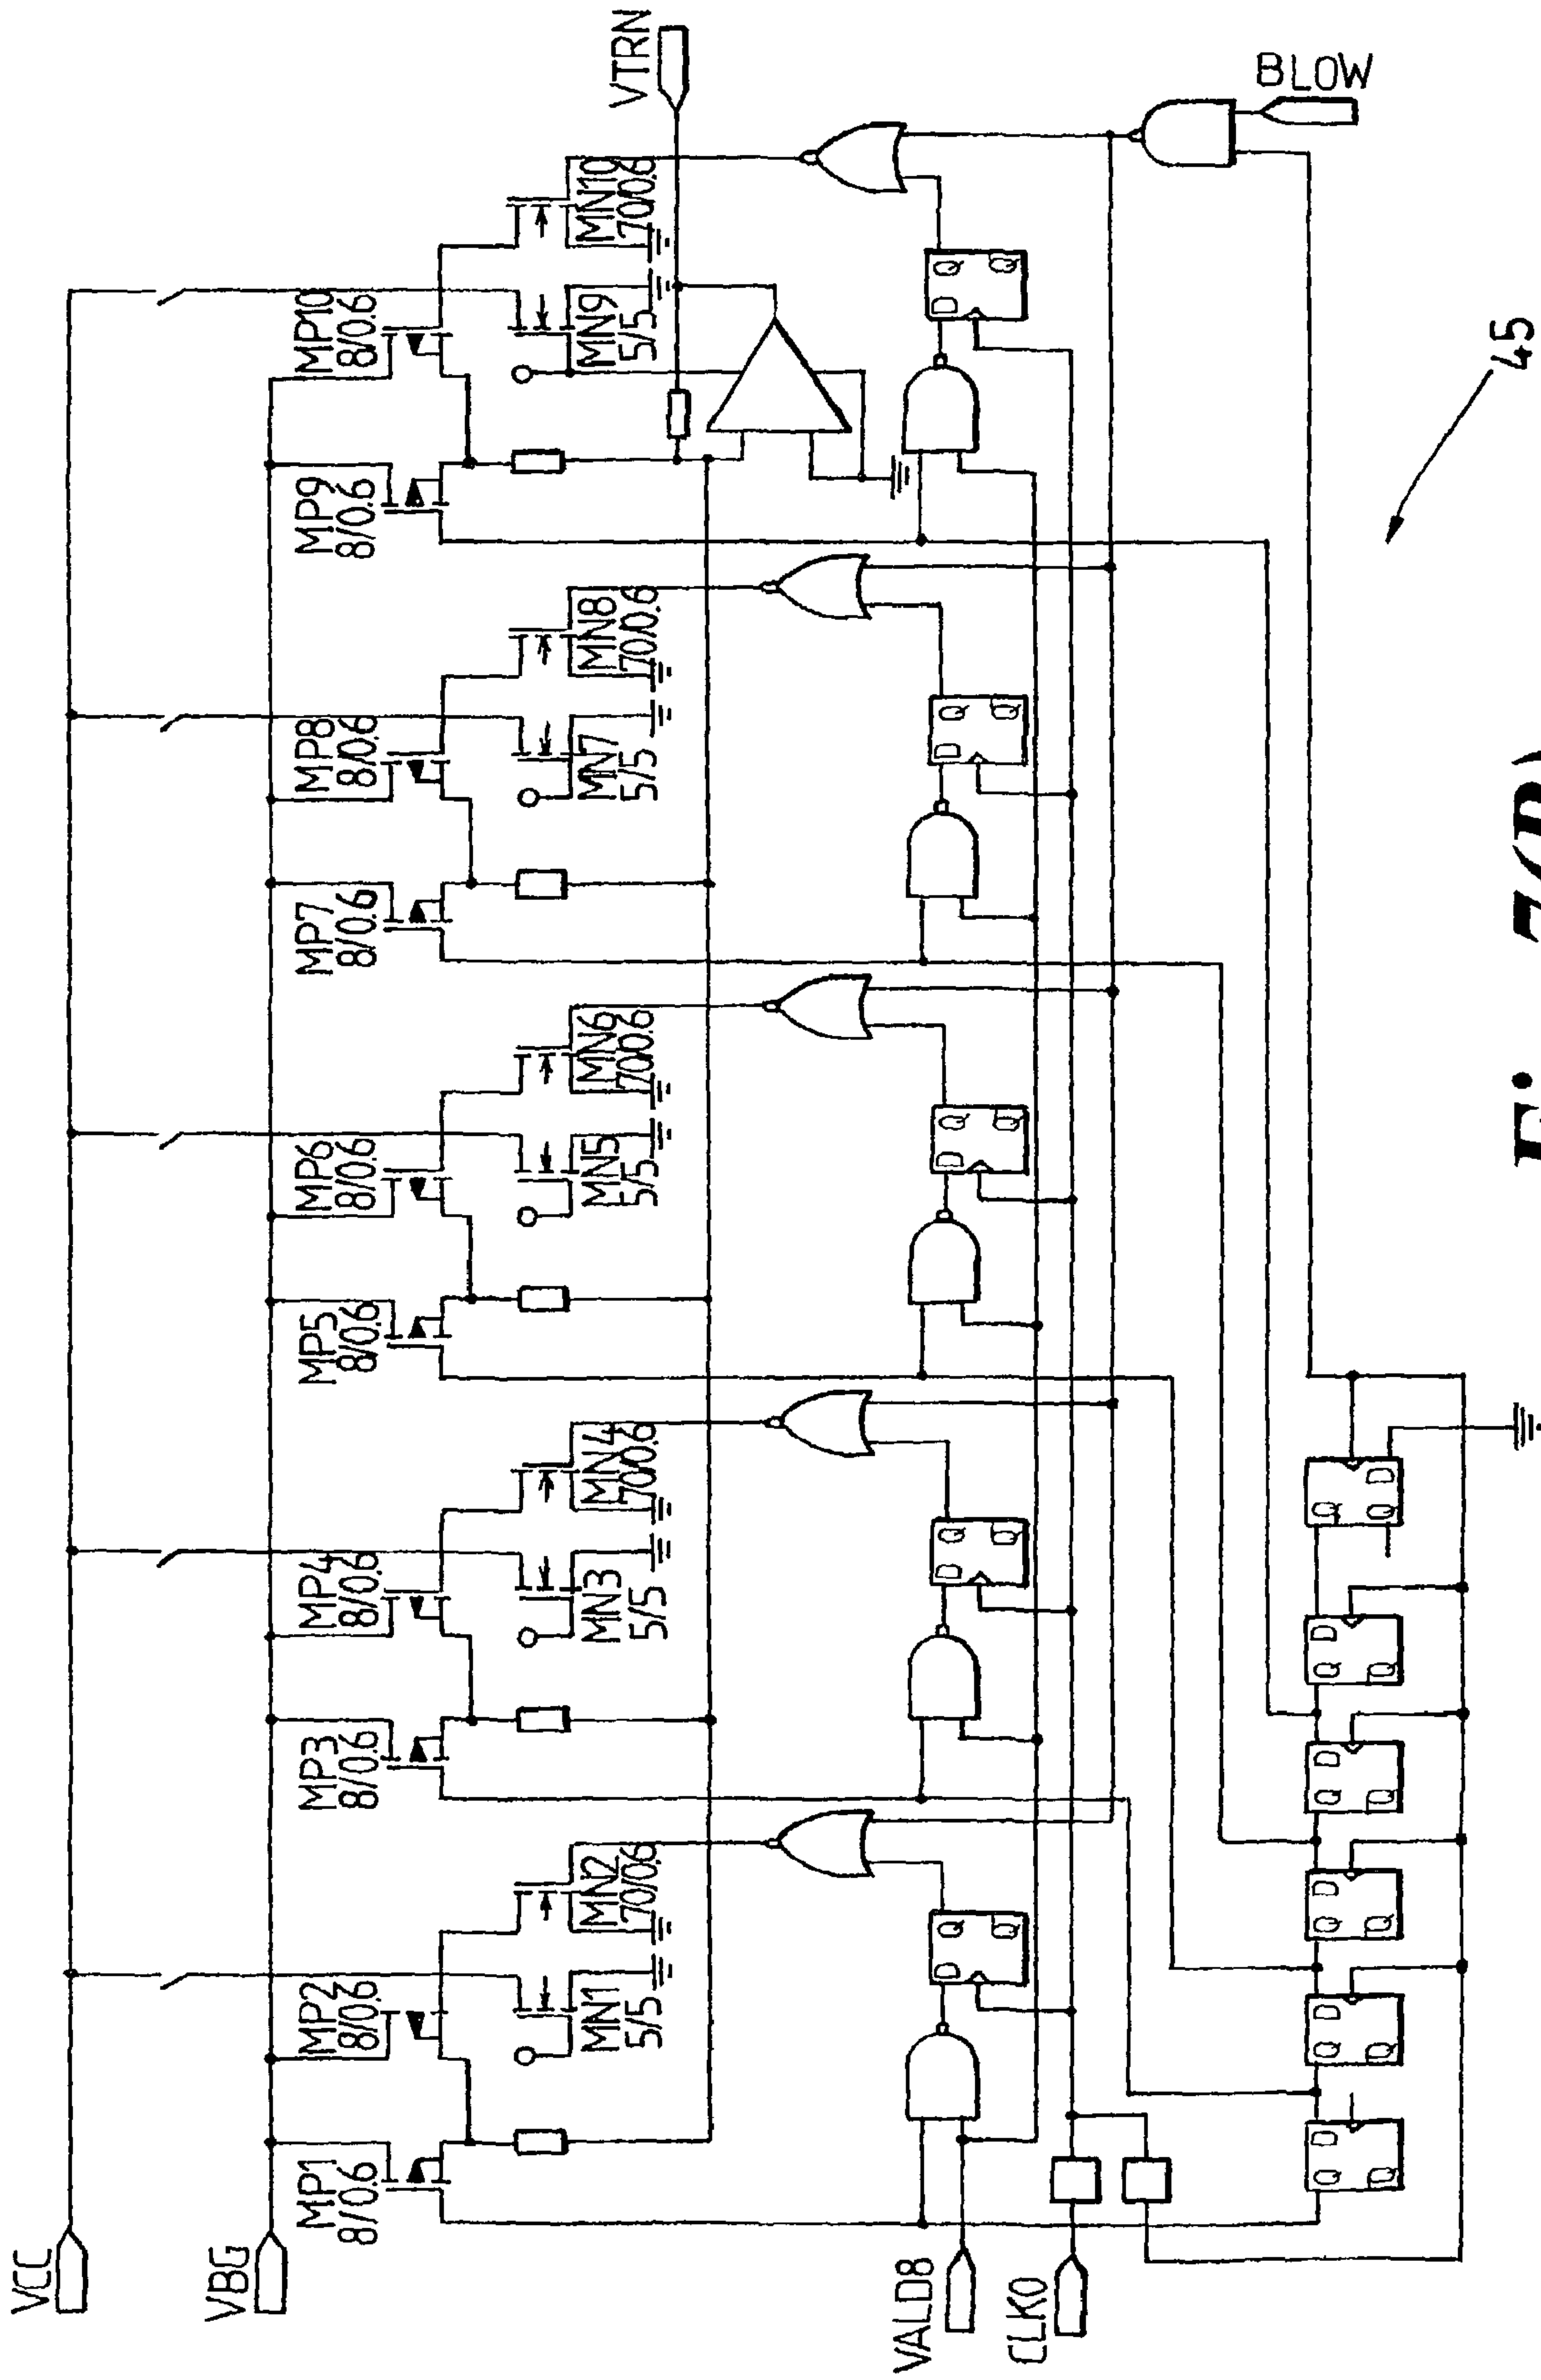 VCC
VBG
MP1
8/0.6
MP2
8/0.6
MP3
8/0.6
MP4
8/0.6
MP5
8/0.6
MP6
8/0.6
MP7
8/0.6
MP8
8/0.6
MP9
8/0.6
MP10
8/0.6
MN1
5/5
MN2
70/0.6
MN3
5/5
MN4
70/0.6
MN5
5/5
MN6
70/0.6
MN7
5/5
MN8
70/0.6
MN9
5/5
MN10
70/0.6
VTRN
D Q
Q
D Q
Q
D Q
Q
D Q
Q
D Q
Q
VALD8
CLK0
BLOW
Q D
Q
Q D
Q
Q D
Q
Q D
Q
Q D
Q
Q
Q D
45